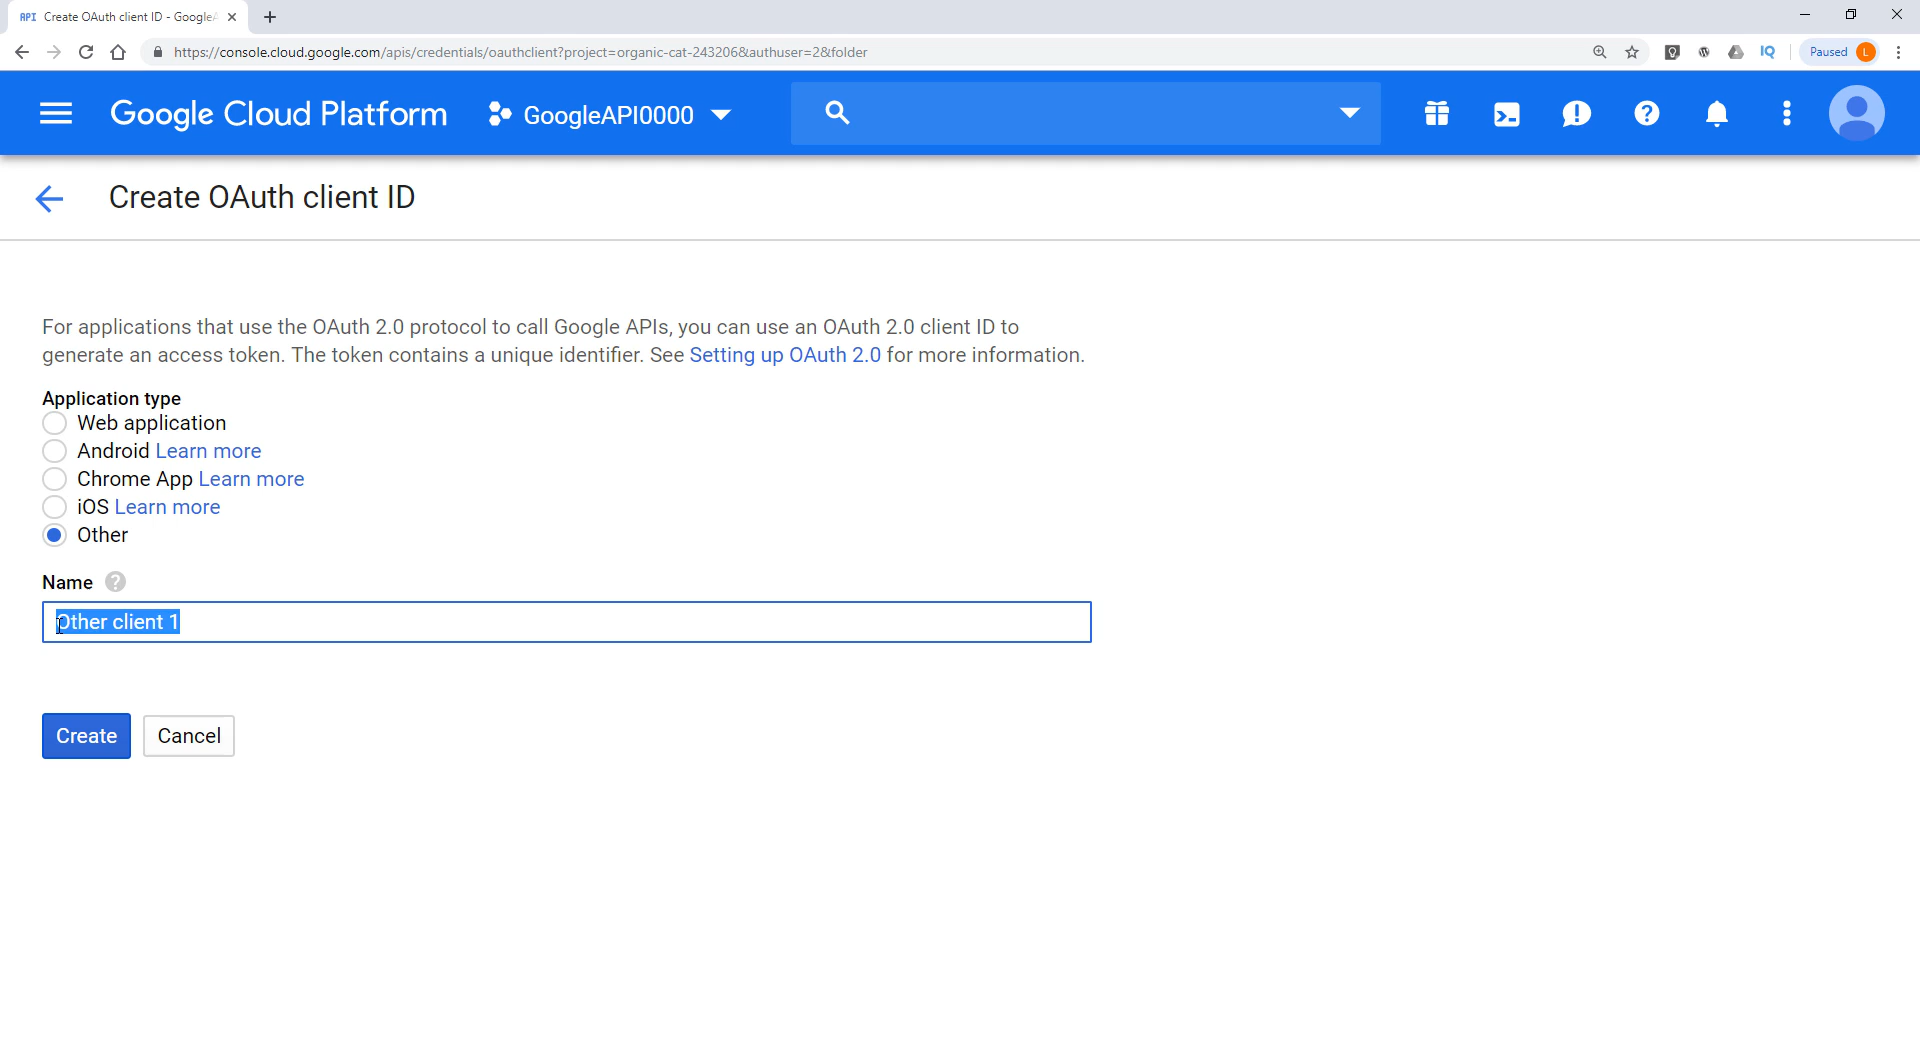 API Create OAuth client ID - GoogleA
https://console.cloud.google.com/apis/credentials/oauthclient?project=organic-cat-243206&authuser=2&folder
IQ
Paused L
Google Cloud Platform
GoogleAPI0000
Create OAuth client ID
For applications that use the OAuth 2.0 protocol to call Google APIs, you can use an OAuth 2.0 client ID to
generate an access token. The token contains a unique identifier. See Setting up OAuth 2.0 for more information.
Application type
Web application
Android Learn more
Chrome App Learn more
iOS Learn more
Other
Name ?
Other client 1
Create Cancel